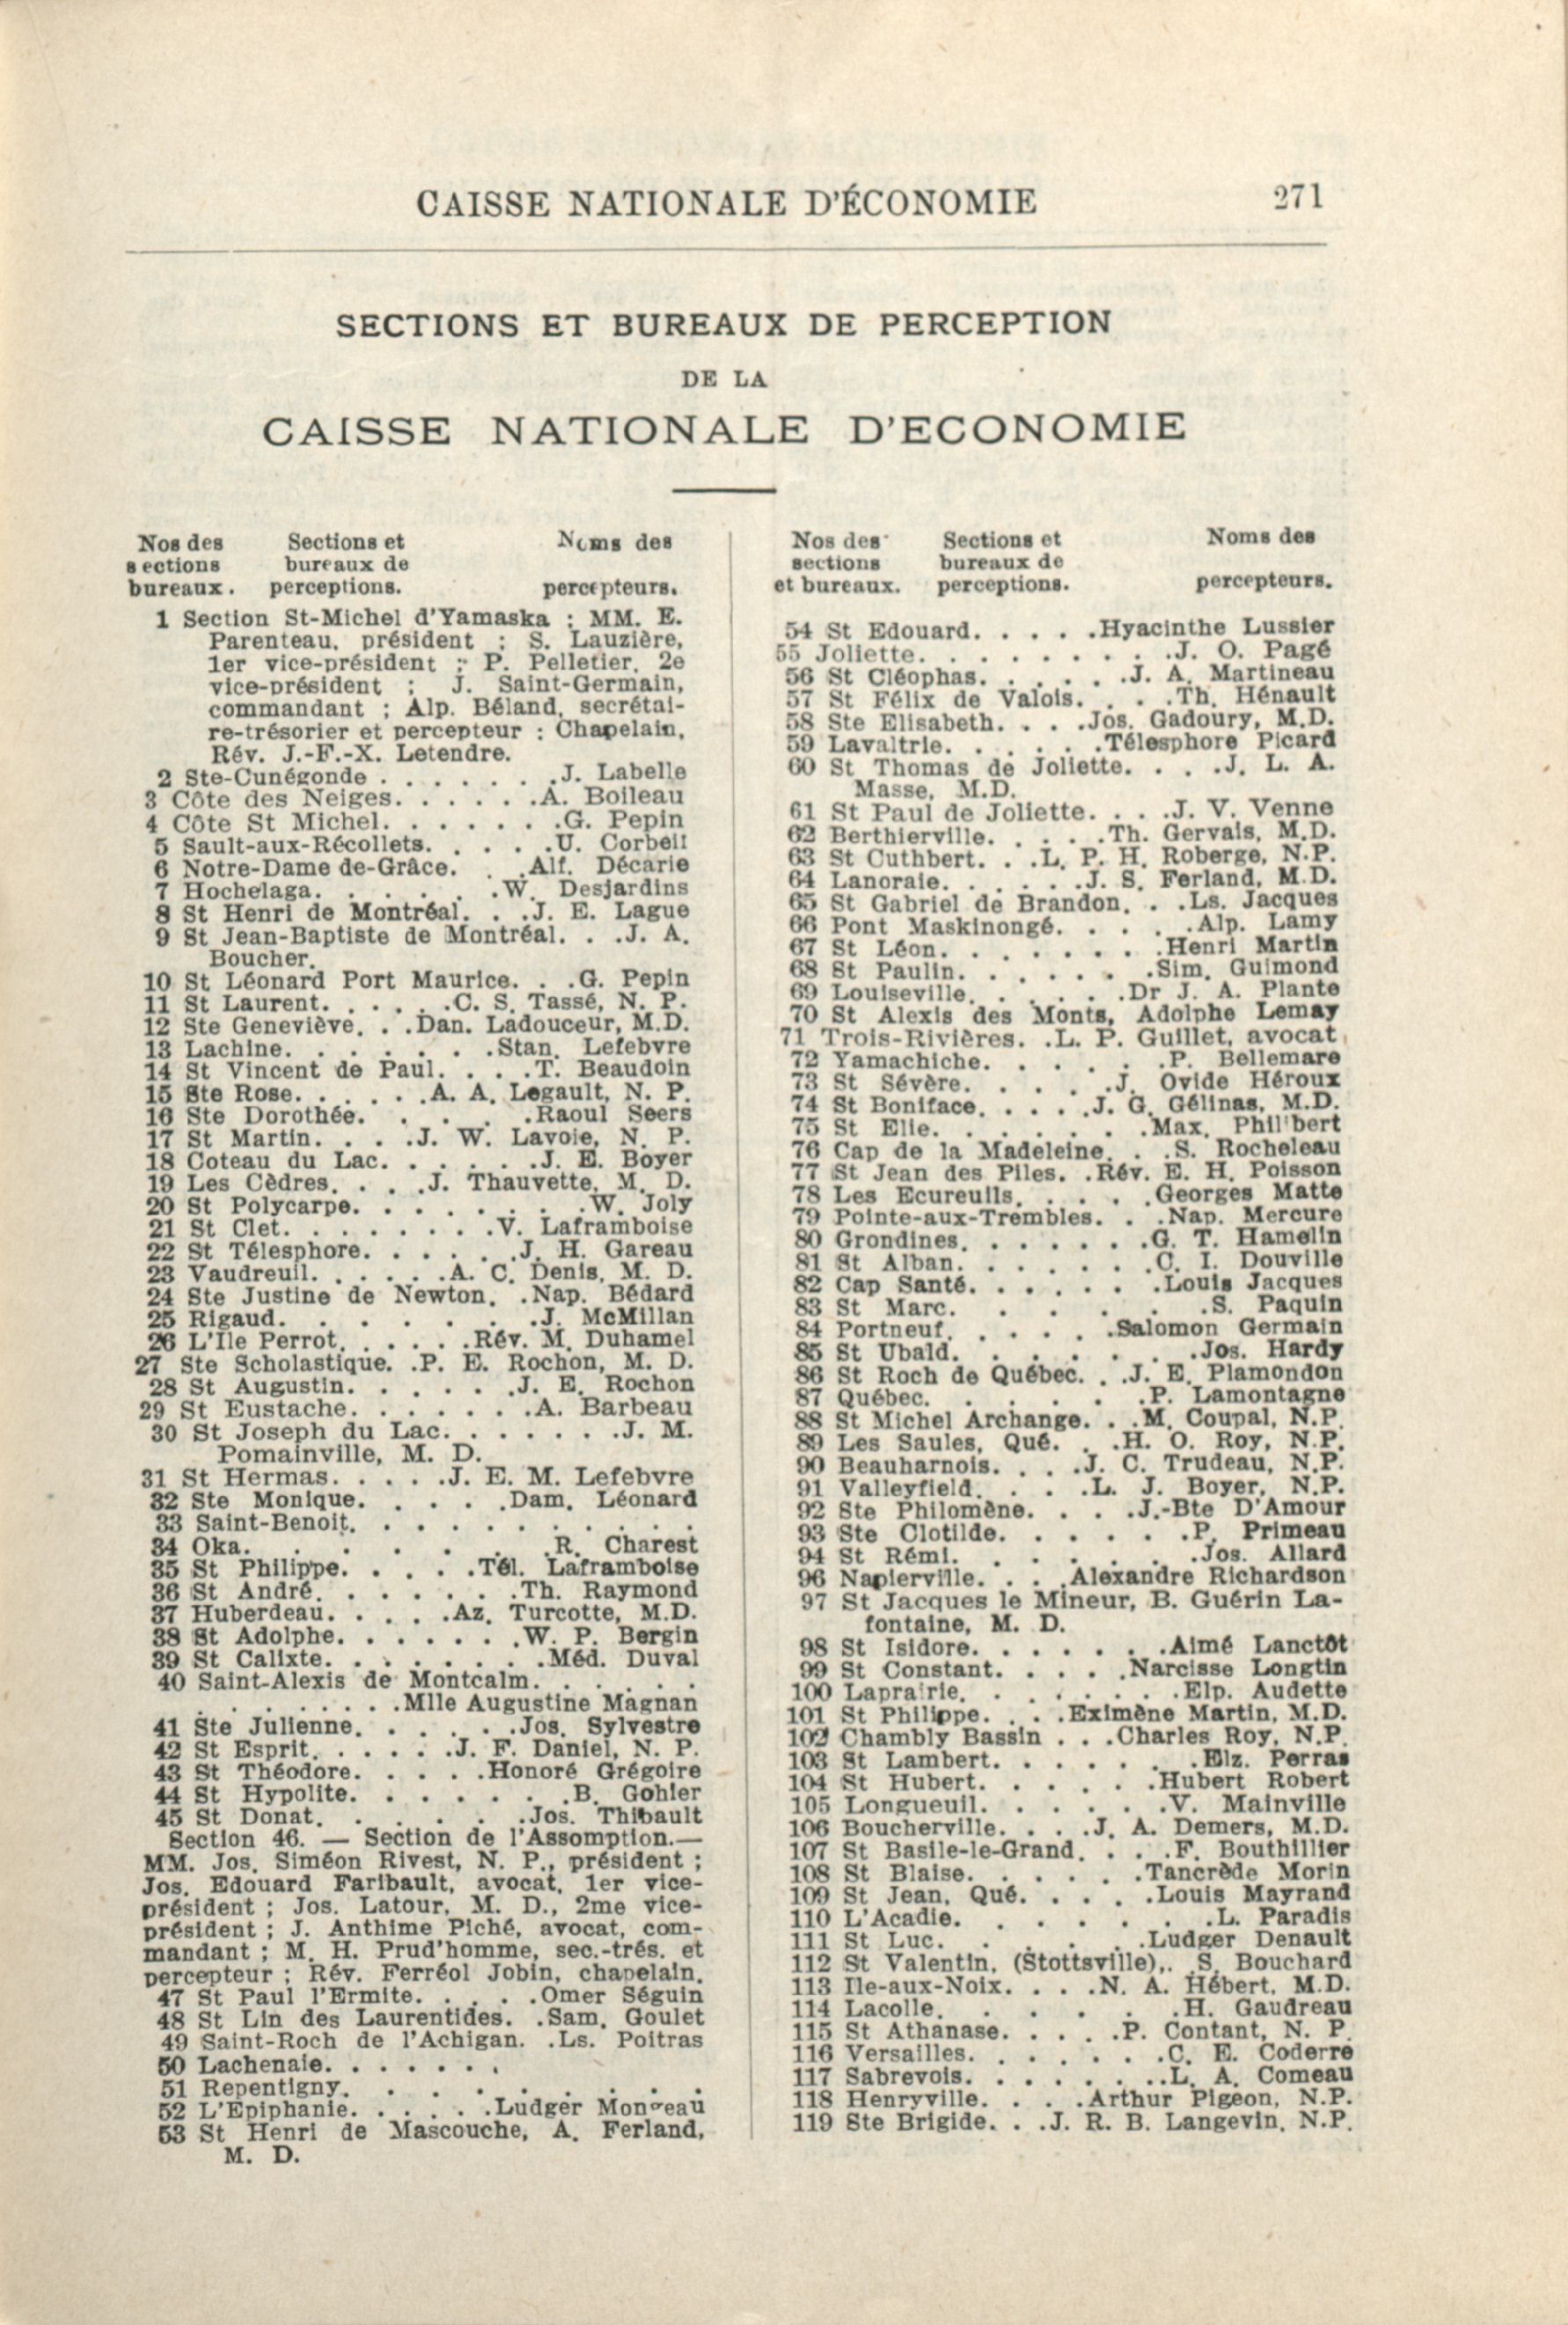 CAISSE NATIONALE D'ÉCONOMIE 271
SECTIONS ET BUREAUX DE PERCEPTION
DE LA
CAISSE NATIONALE D'ECONOMIE
Nos des Sections et Noms des
sections bureaux de
bureaux. perceptions. percepteurs.
1 Section St-Michel d'Yamaska : MM. E.
Parenteau, président ; S. Lauzière,
1er vice-président ; P. Pelletier, 2e
vice-président ; J. Saint-Germain,
commandant ; Alp. Béland, secrétai-
re-trésorier et percepteur : Chapelain,
Rév. J.-F.-X. Letendre.
2 Ste-Cunégonde . . . . . . .J. Labelle
3 Côte des Neiges. . . . . .A. Boileau
4 Côte St Michel. . . . . . .G. Pepin
5 Sault-aux-Récollets. . . . .U. Corbeil
6 Notre-Dame de-Grâce. . .Alf. Décarie
7 Hochelaga. . . . . .W. Desjardins
8 St Henri de Montréal. . .J. E. Lague
9 St Jean-Baptiste de Montréal. . .J. A.
Boucher.
10 St Léonard Port Maurice. . .G. Pepin
11 St Laurent. . . . .C. S. Tassé, N. P.
12 Ste Geneviève. . .Dan. Ladouceur, M.D.
13 Lachine. . . . . . .Stan. Lefebvre
14 St Vincent de Paul. . . .T. Beaudoin
15 Ste Rose. . . . . .A. A. Legault, N. P.
16 Ste Dorothée. . . . . .Raoul Seers
17 St Martin. . . .J. W. Lavoie, N. P.
18 Coteau du Lac. . . . . .J. E. Boyer
19 Les Cèdres. . . .J. Thauvette, M. D.
20 St Polycarpe. . . . . . . .W. Joly
21 St Clet. . . . . . . .V. Laframboise
22 St Télesphore. . . . . .J. H. Gareau
23 Vaudreuil. . . . . .A. C. Denis, M. D.
24 Ste Justine de Newton. .Nap. Bédard
25 Rigaud. . . . . . . .J. McMillan
26 L'Ile Perrot. . . . . .Rév. M. Duhamel
27 Ste Scholastique. .P. E. Rochon, M. D.
28 St Augustin. . . . . .J. E. Rochon
29 St Eustache. . . . . . .A. Barbeau
30 St Joseph du Lac. . . . . . .J. M.
Pomainville, M. D.
31 St Hermas. . . . .J. E. M. Lefebvre
32 Ste Monique. . . . .Dam. Léonard
33 Saint-Benoit. . . . . . . . .
34 Oka. . . . . . . .R. Charest
35 St Philippe. . . . .Tél. Laframboise
36 St André. . . . . . .Th. Raymond
37 Huberdeau. . . . .Az. Turcotte, M.D.
38 St Adolphe. . . . . . .W. P. Bergin
39 St Calixte. . . . . . . .Méd. Duval
40 Saint-Alexis de Montcalm. . . . . .
. . . . . . . .Mlle Augustine Magnan
41 Ste Julienne. . . . . .Jos. Sylvestre
42 St Esprit. . . . . .J. F. Daniel, N. P.
43 St Théodore. . . . . .Honoré Grégoire
44 St Hypolite. . . . . . .B. Gohier
45 St Donat. . . . . . .Jos. Thibault
Section 46. — Section de l'Assomption.—
MM. Jos. Siméon Rivest, N. P., président ;
Jos. Edouard Faribault, avocat, 1er vice-
président ; Jos. Latour, M. D., 2me vice-
président ; J. Anthime Piché, avocat, com-
mandant ; M. H. Prud'homme, sec.-trés. et
percepteur ; Rév. Ferréol Jobin, chapelain.
47 St Paul l'Ermite. . . . .Omer Séguin
48 St Lin des Laurentides. .Sam. Goulet
49 Saint-Roch de l'Achigan. .Ls. Poitras
50 Lachenaie. . . . . . .
51 Repentigny. . . . . . . . .
52 L'Epiphanie. . . . . .Ludger
53 St Henri de Mascouche, A. Ferland,
M. D.
Nos des Sections et Noms des
sections bureaux de
et bureaux. perceptions. percepteurs.
54 St Edouard. . . . . .Hyacinthe Lussier
55 Joliette. . . . . . . . . .J. O. Pagé
56 St Cléophas. . . . . .J. A. Martineau
57 St Félix de Valois. . . . .Th. Hénault
58 Ste Elisabeth. . . .Jos. Gadoury, M.D.
59 Lavaltrie. . . . . . .Télesphore Picard
60 St Thomas de Joliette. . . .J. L. A.
Masse, M.D.
61 St Paul de Joliette. . . .J. V. Venne
62 Berthierville. . . . . .Th. Gervais, M.D.
63 St Cuthbert. . .L. P. H. Roberge, N.P.
64 Lanoraie. . . . . . .J. S. Ferland, M.D.
65 St Gabriel de Brandon. . .Ls. Jacques
66 Pont Maskinongé. . . . . .Alp. Lamy
67 St Léon. . . . . . . .Henri Martin
68 St Paulin. . . . . . .Sim. Guimond
69 Louiseville. . . . . . .Dr J. A. Plante
70 St Alexis des Monts, Adolphe Lemay
71 Trois-Rivières. .L. P. Guillet, avocat
72 Yamachiche. . . . . . .P. Bellemare
73 St Sévère. . . . . .J. Ovide Héroux
74 St Boniface. . . . .J. G. Gélinas, M.D.
75 St Elie. . . . . . . .Max. Philibert
76 Cap de la Madeleine. . .S. Rocheleau
77 St Jean des Piles. .Rév. E. H. Poisson
78 Les Ecureuils. . . . . .Georges Matte
79 Pointe-aux-Trembles. . .Nap. Mercure
80 Grondines. . . . . . . .G. T. Hamelin
81 St Alban. . . . . . . .C. I. Douville
82 Cap Santé. . . . . . .Louis Jacques
83 St Marc. . . . . . .S. Paquin
84 Portneuf. . . . . .Salomon Germain
85 St Ubald. . . . . . . .Jos. Hardy
86 St Roch de Québec. . .J. E. Plamondon
87 Québec. . . . . . .P. Lamontagne
88 St Michel Archange. . .M. Coupal, N.P.
89 Les Saules, Qué. . . .H. O. Roy, N.P.
90 Beauharnois. . . .J. C. Trudeau, N.P.
91 Valleyfield. . . . .L. J. Boyer, N.P.
92 Ste Philomène. . . . .J.-Bte D'Amour
93 Ste Clotilde. . . . . . .P. Primeau
94 St Rémi. . . . . . . .Jos. Allard
96 Napierville. . . .Alexandre Richardson
97 St Jacques le Mineur, B. Guérin La-
fontaine, M. D.
98 St Isidore. . . . . . . .Aimé Lanctôt
99 St Constant. . . . . .Narcisse Longtin
100 Laprairie. . . . . . . .Elp. Audette
101 St Philippe. . . .Eximène Martin, M.D.
102 Chambly Bassin . . .Charles Roy, N.P.
103 St Lambert. . . . . . . .Elz. Perras
104 St Hubert. . . . . . .Hubert Robert
105 Longueuil. . . . . . .V. Mainville
106 Boucherville. . . . .J. A. Demers, M.D.
107 St Basile-le-Grand. . . . .F. Bouthillier
108 St Blaise. . . . . . .Tancrède Morin
109 St Jean, Qué. . . . . .Louis Mayrand
110 L'Acadie. . . . . . . .L. Paradis
111 St Luc. . . . . . .Ludger Denault
112 St Valentin, (Stottsville),. .S. Bouchard
113 Ile-aux-Noix. . . . .N. A. Hébert, M.D.
114 Lacolle. . . . . . . .H. Gaudreau
115 St Athanase. . . . . .P. Contant, N. P.
116 Versailles. . . . . . . .C. E. Coderre
117 Sabrevois. . . . . . . ..L. A. Comeau
118 Henryville. . . . .Arthur Pigeon, N.P.
119 Ste Brigide. . .J. R. B. Langevin, N.P.